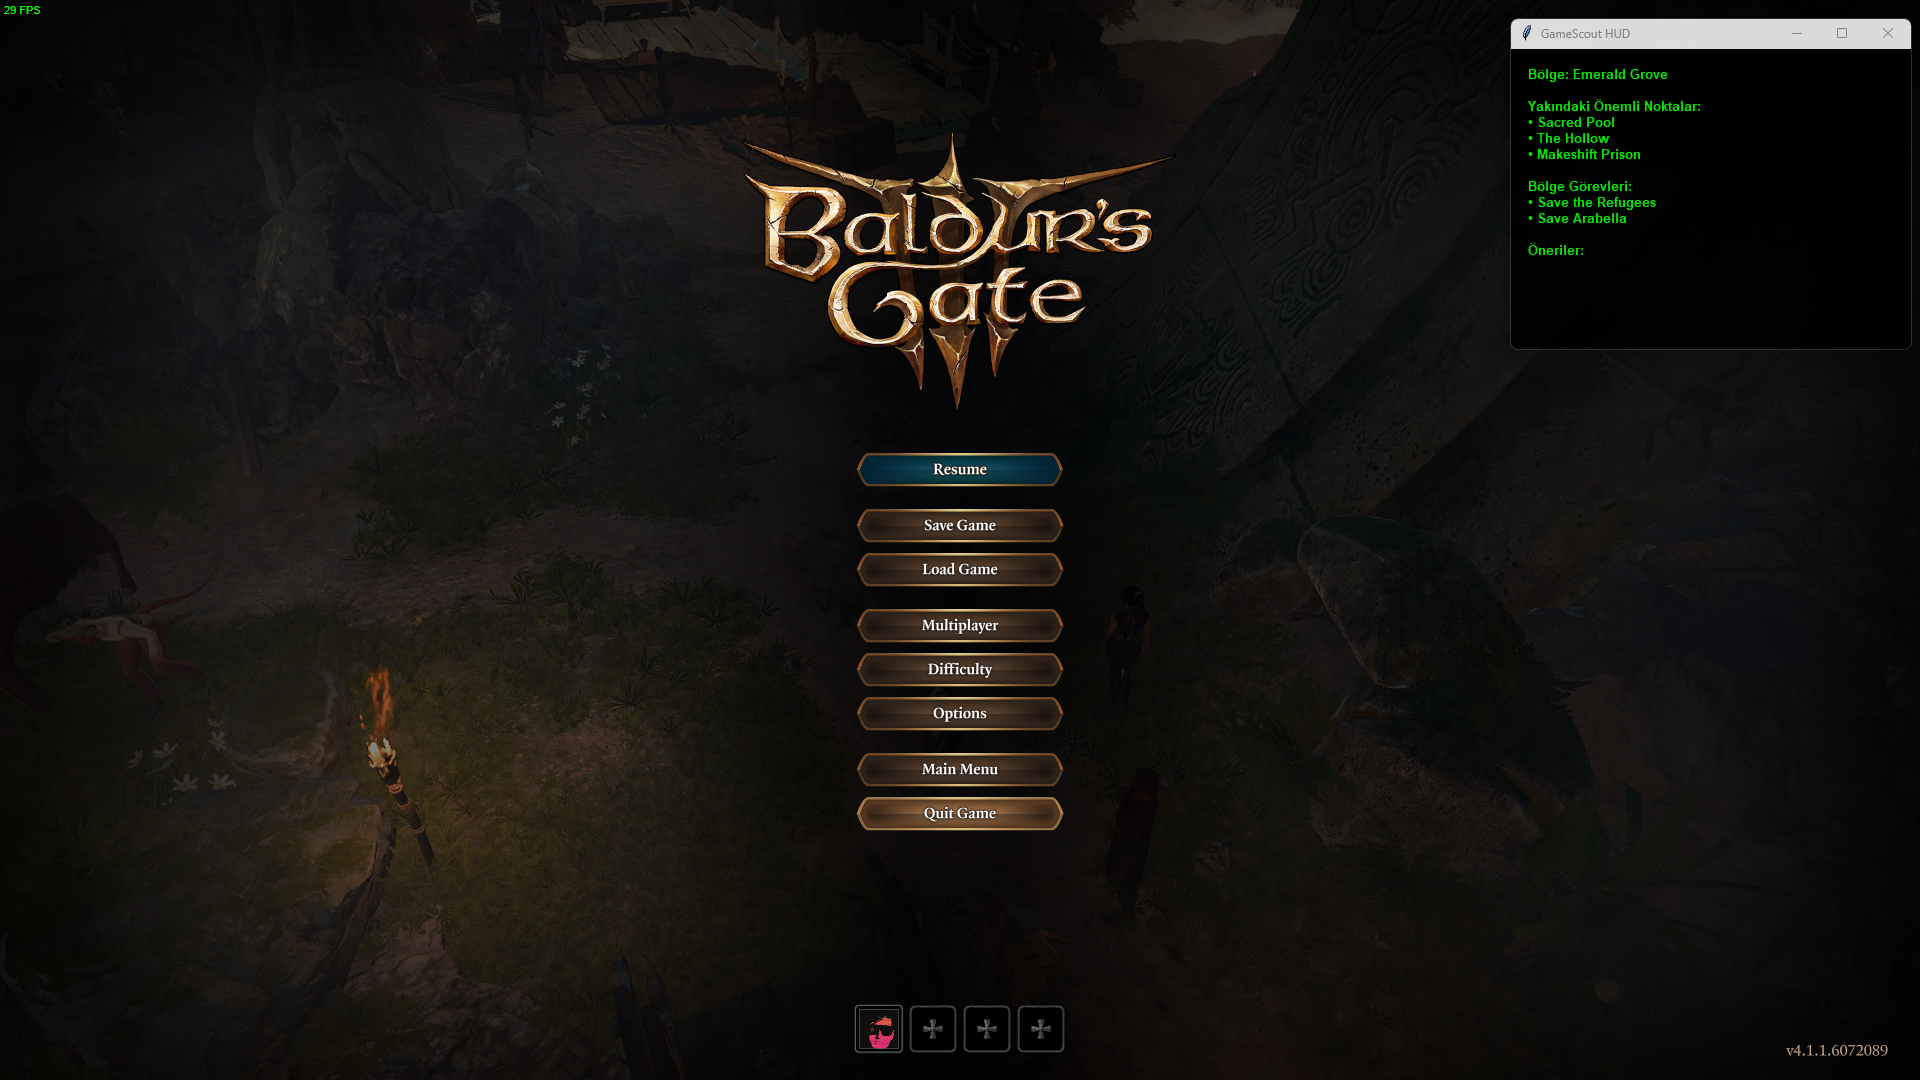 29 FPS
GameScout HUD
Bölge: Emerald Grove
Yakındaki Önemli Noktalar:
• Sacred Pool
• The Hollow
• Makeshift Prison
Bölge Görevleri:
• Save the Refugees
• Save Arabella
Öneriler:
Baldur's
Gate
III
Resume
Save Game
Load Game
Multiplayer
Difficulty
Options
Main Menu
Quit Game
v4.1.1.6072089